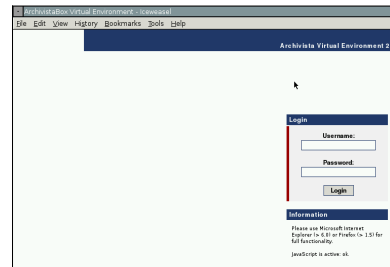 ArchivistaBox Virtual Environment - Iceweasel
File Edit View History Bookmarks Tools Help
Archivista Virtual Environment 2
Login
Username:
Password:
Login
Information
Please use Microsoft Internet
Explorer (> 6.0) or Firefox (> 1.5) for
full functionality.
JavaScript is active: ok.